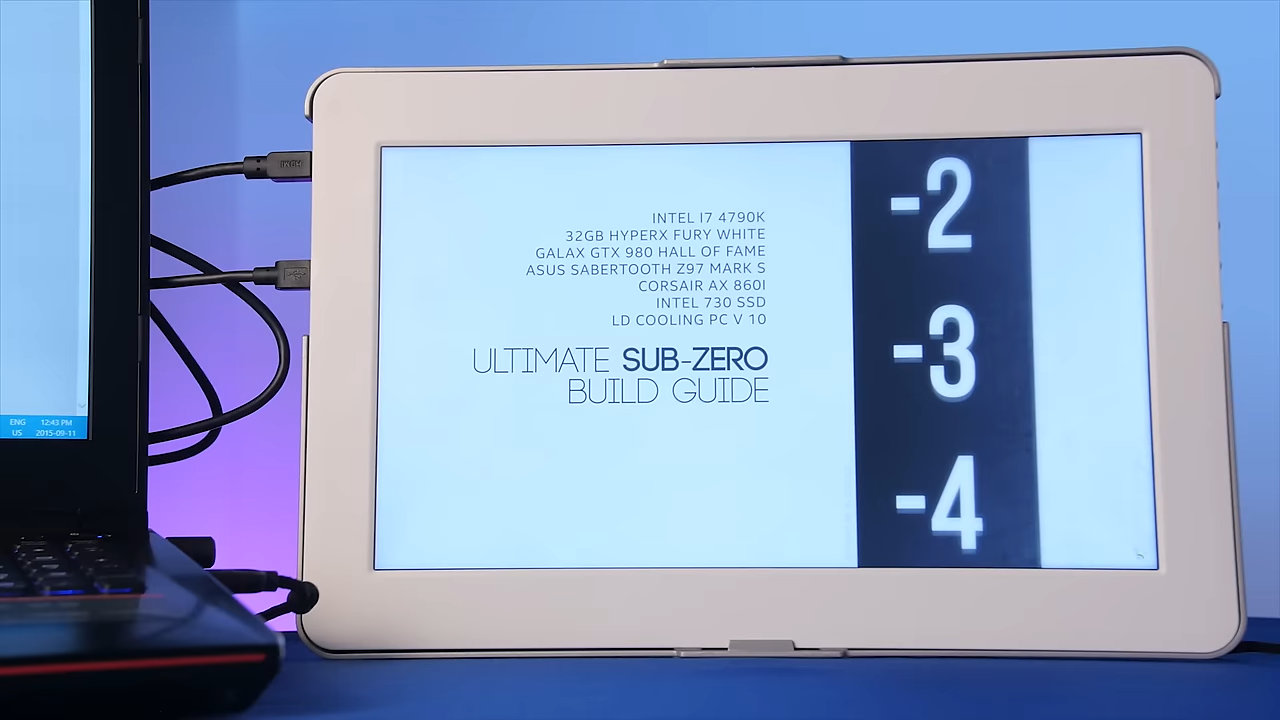 HDMI
INTEL I7 4790K
32GB HYPERX FURY WHITE
GALAX GTX 980 HALL OF FAME
ASUS SABERTOOTH Z97 MARK S
CORSAIR AX 860I
INTEL 730 SSD
LD COOLING PC V 10
ULTIMATE SUB-ZERO
BUILD GUIDE
-2
-3
-4
ENG 12:43 PM
US 2015-09-11